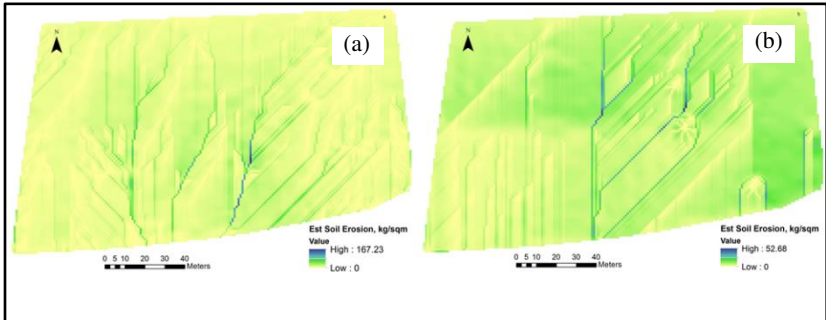 N
(a)
Est Soil Erosion, kg/sqm
Value
High : 167.23
Low : 0
0 5 10 20 30 40
Meters
N
(b)
Est Soil Erosion, kg/sqm
Value
High : 52.68
Low : 0
0 5 10 20 30 40
Meters